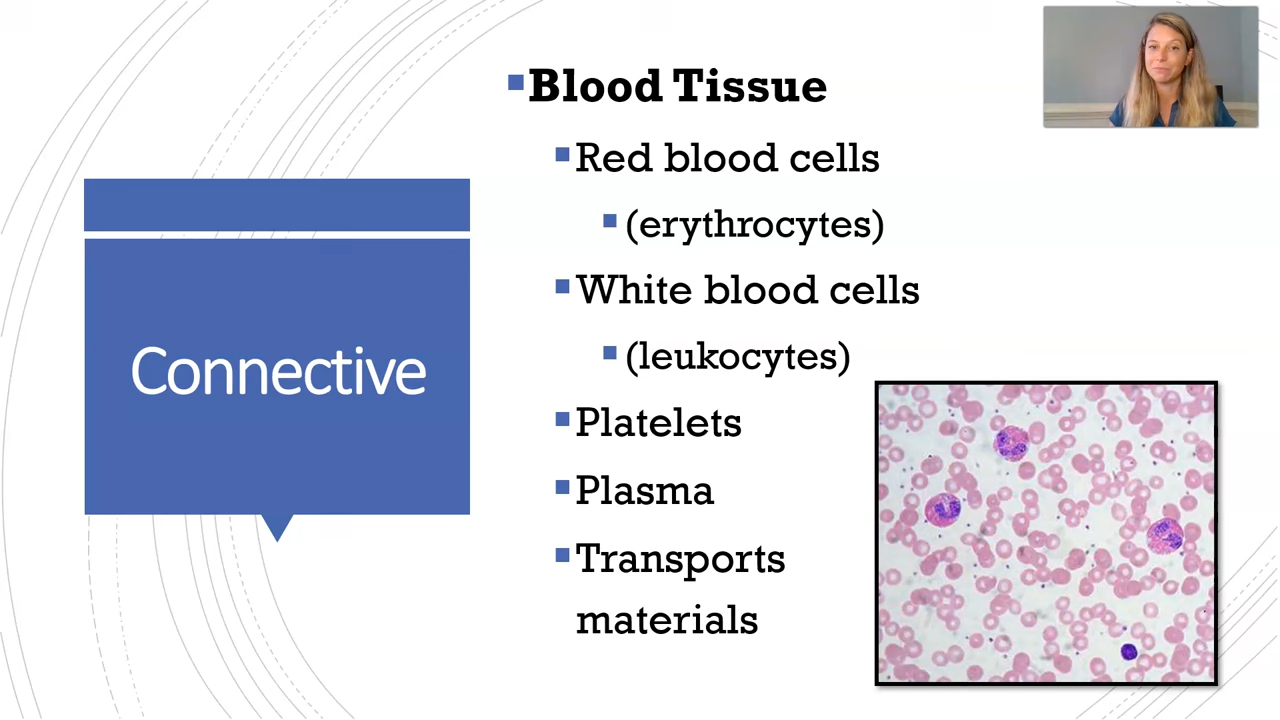 Connective
Blood Tissue
Red blood cells
(erythrocytes)
White blood cells
(leukocytes)
Platelets
Plasma
Transports
materials